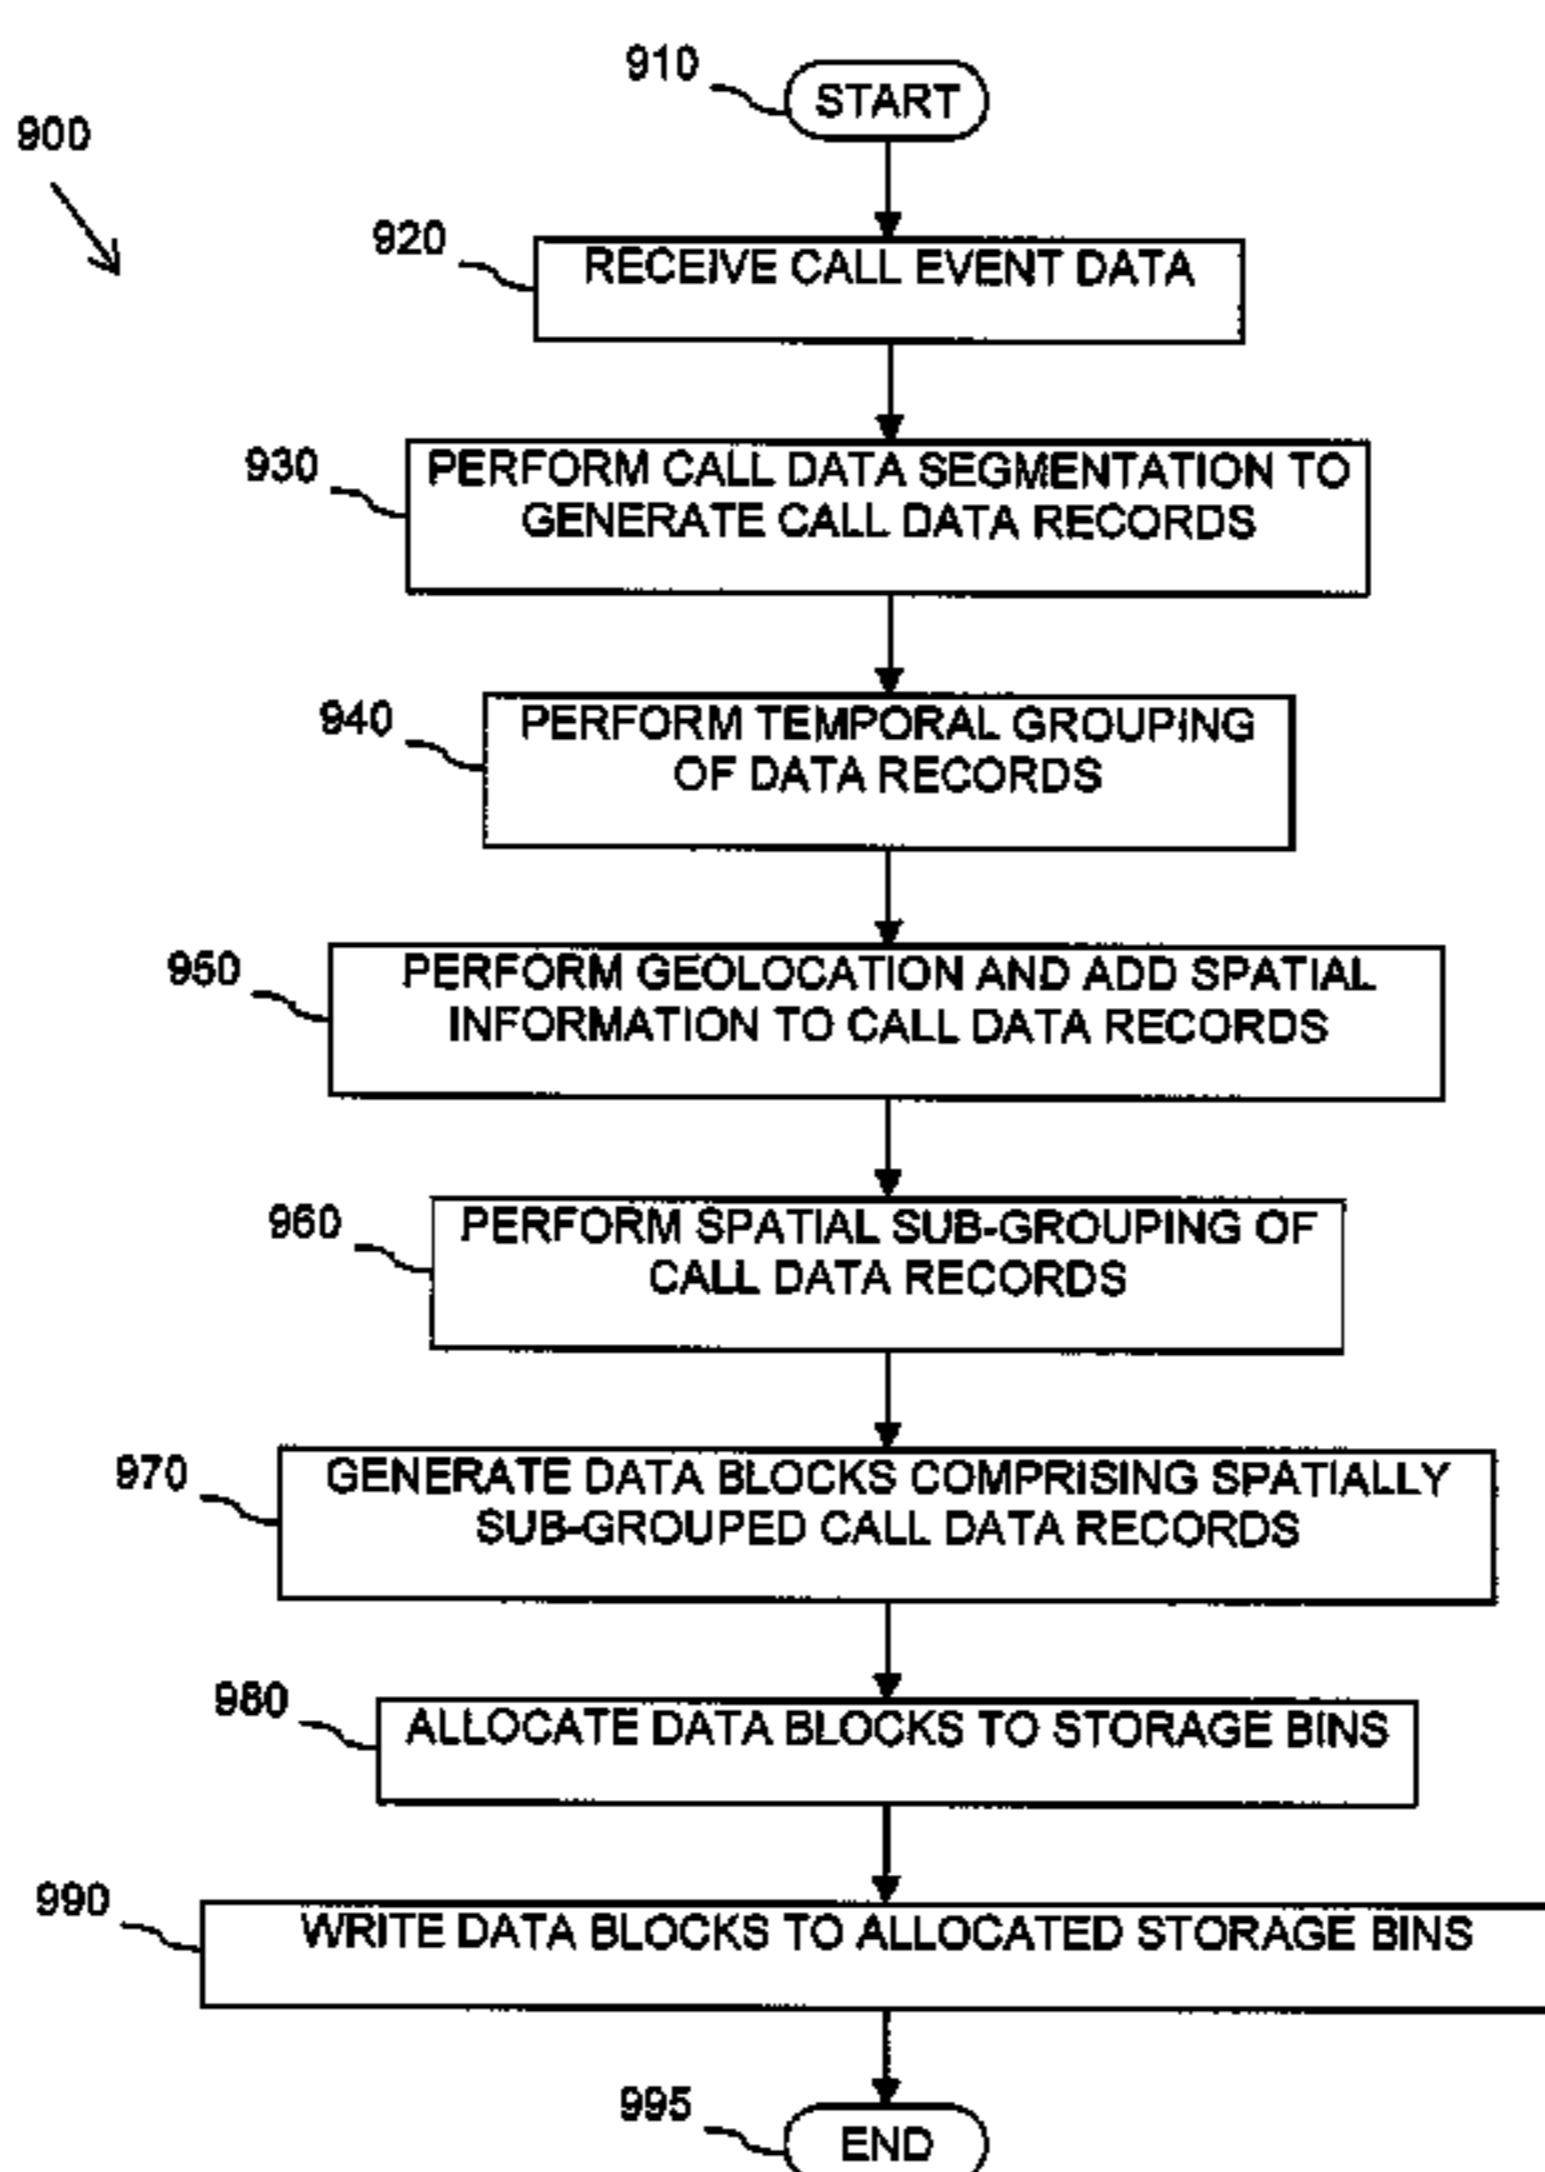 910
START
900
920
RECEIVE CALL EVENT DATA
930
PERFORM CALL DATA SEGMENTATION TO
GENERATE CALL DATA RECORDS
940
PERFORM TEMPORAL GROUPING
OF DATA RECORDS
950
PERFORM GEOLOCATION AND ADD SPATIAL
INFORMATION TO CALL DATA RECORDS
960
PERFORM SPATIAL SUB-GROUPING OF
CALL DATA RECORDS
970
GENERATE DATA BLOCKS COMPRISING SPATIALLY
SUB-GROUPED CALL DATA RECORDS
980
ALLOCATE DATA BLOCKS TO STORAGE BINS
990
WRITE DATA BLOCKS TO ALLOCATED STORAGE BINS
995
END